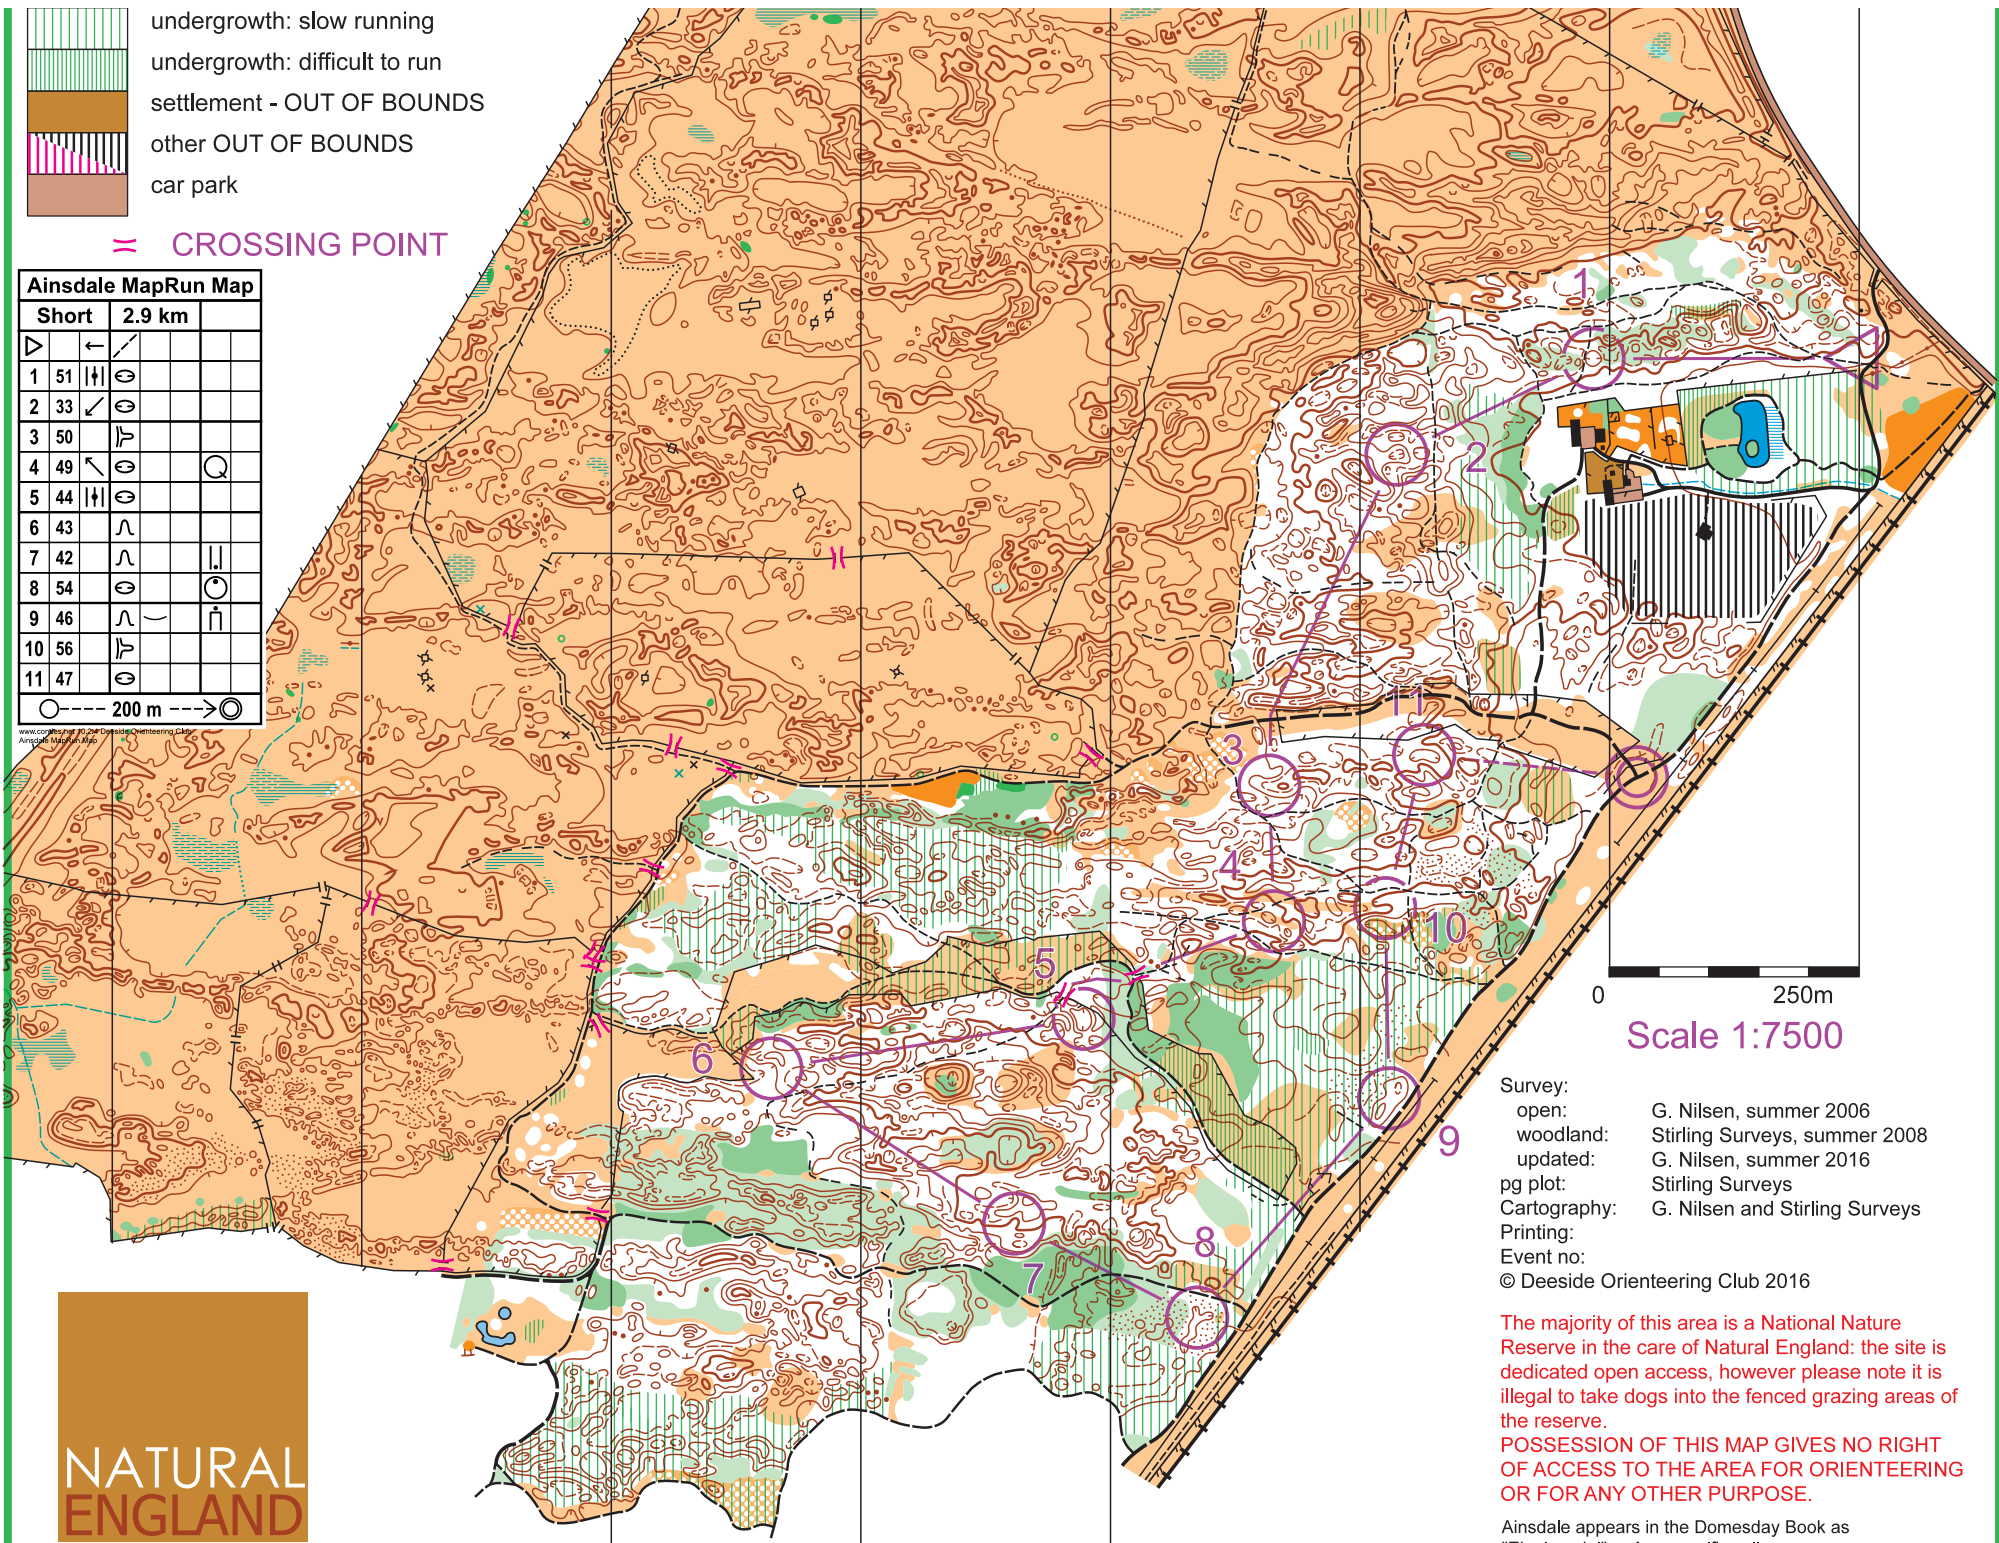 undergrowth: slow running
undergrowth: difficult to run
settlement - OUT OF BOUNDS
other OUT OF BOUNDS
car park
CROSSING POINT
Ainsdale MapRun Map
Short 2.9 km
1 51
2 33
3 50
4 49
5 44
6 43
7 42
8 54
9 46
10 56
11 47
200 m
Ainsdale MapRun Map
1
2
3
4
5
6
7
8
9
10
11
0 250m
Scale 1:7500
Survey:
open: G. Nilsen, summer 2006
woodland: Stirling Surveys, summer 2008
updated: G. Nilsen, summer 2016
pg plot: Stirling Surveys
Cartography: G. Nilsen and Stirling Surveys
Printing:
Event no:
© Deeside Orienteering Club 2016
The majority of this area is a National Nature
Reserve in the care of Natural England: the site is
dedicated open access, however please note it is
illegal to take dogs into the fenced grazing areas of
the reserve.
POSSESSION OF THIS MAP GIVES NO RIGHT
OF ACCESS TO THE AREA FOR ORIENTEERING
OR FOR ANY OTHER PURPOSE.
Ainsdale appears in the Domesday Book as
NATURAL
ENGLAND